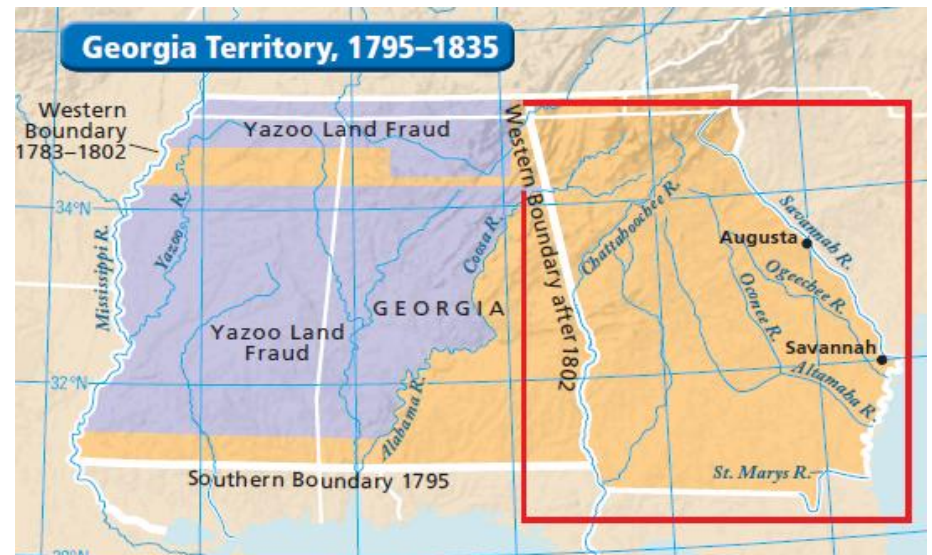 Georgia Territory, 1795–1835
Western
Boundary
1783–1802
Yazoo Land Fraud
34°N
Mississippi R.
Yazoo R.
Coosa R.
Western Boundary after 1802
Chattahoochee R.
Savannah R.
Augusta
Ogeechee R.
Oconee R.
GEORGIA
Yazoo Land
Fraud
Savannah
32°N
Alabama R.
Altamaha R.
Southern Boundary 1795
St. Marys R.